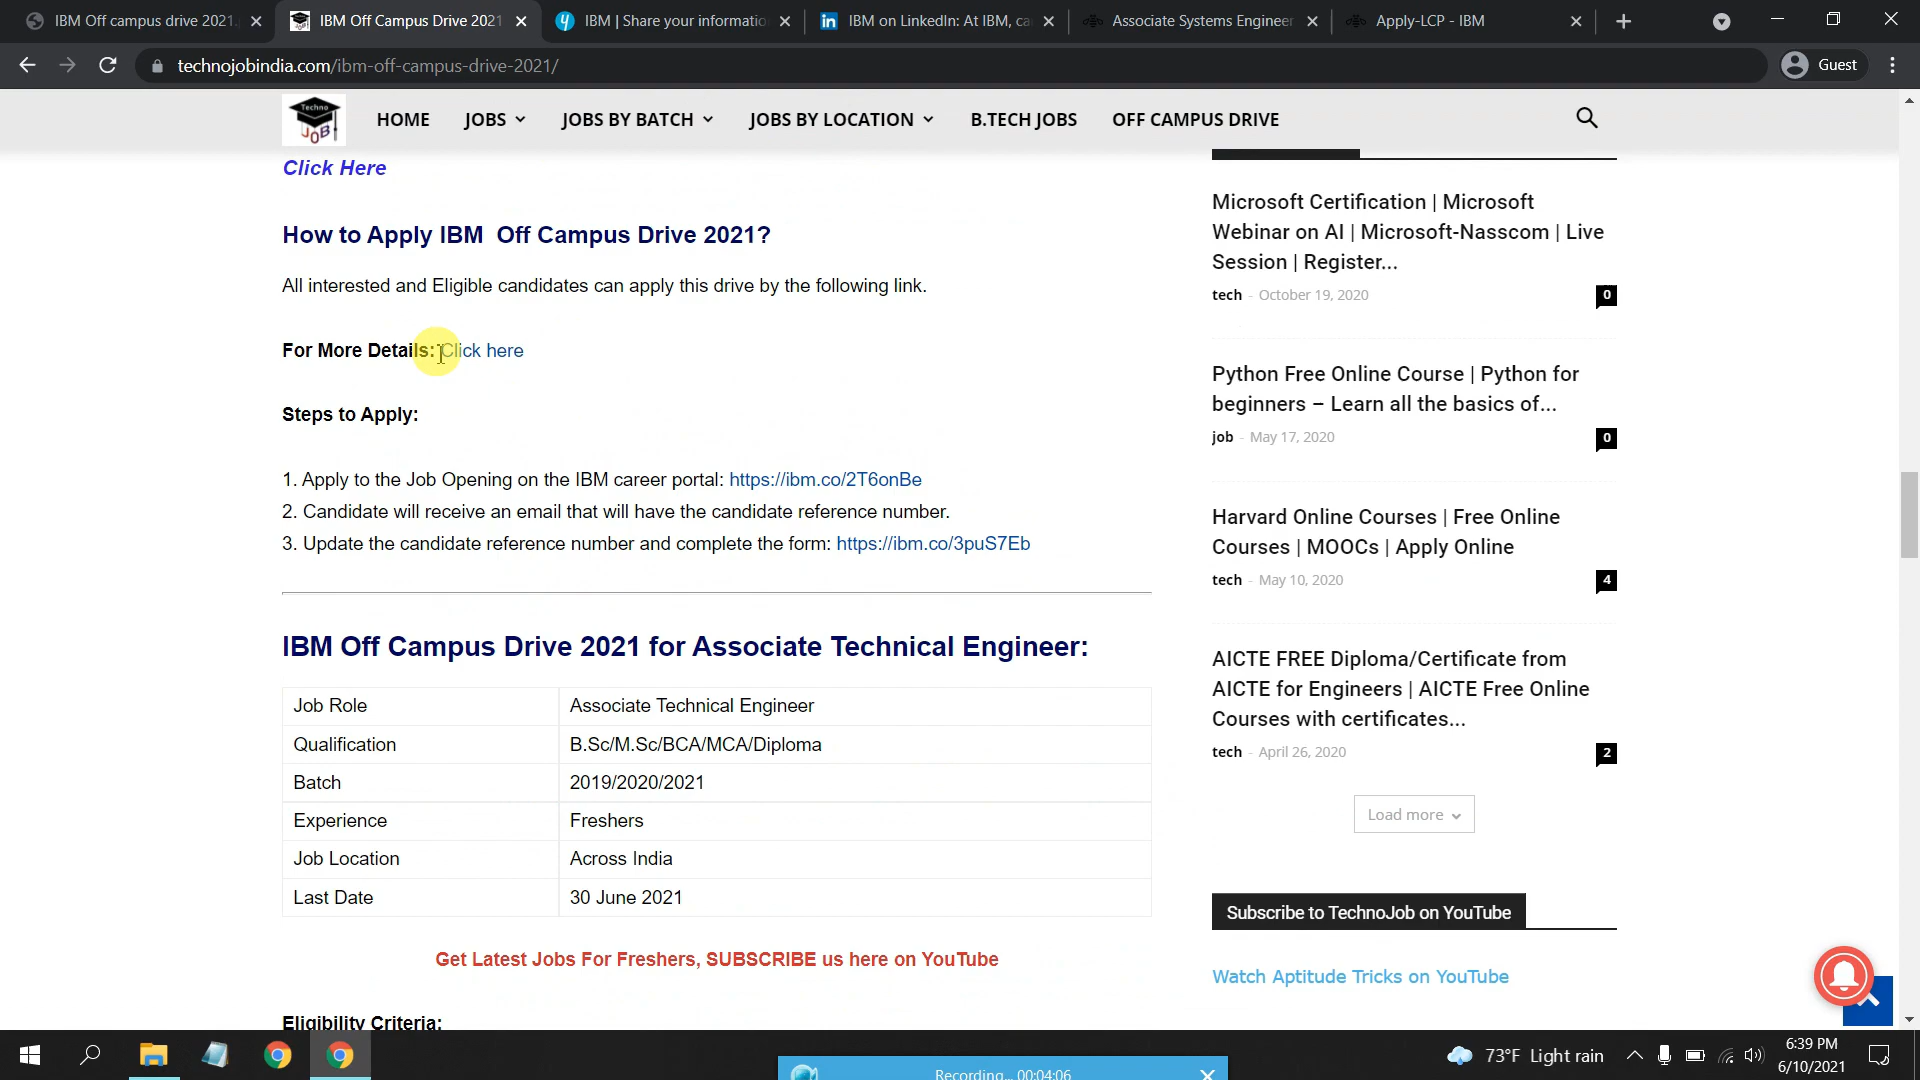 IBM Off campus drive 2021
IBM Off Campus Drive 2021
IBM | Share your informatio
IBM on LinkedIn: At IBM, ca
Associate Systems Engineer
Apply-LCP - IBM
technojobindia.com/ibm-off-campus-drive-2021/
Guest
Techno
JOB
HOME
JOBS
JOBS BY BATCH
JOBS BY LOCATION
B.TECH JOBS
OFF CAMPUS DRIVE
Click Here
How to Apply IBM Off Campus Drive 2021?
All interested and Eligible candidates can apply this drive by the following link.
For More Details: Click here
Steps to Apply:
1. Apply to the Job Opening on the IBM career portal: https://ibm.co/2T6onBe
2. Candidate will receive an email that will have the candidate reference number.
3. Update the candidate reference number and complete the form: https://ibm.co/3puS7Eb
IBM Off Campus Drive 2021 for Associate Technical Engineer:
Job Role Associate Technical Engineer
Qualification B.Sc/M.Sc/BCA/MCA/Diploma
Batch 2019/2020/2021
Experience Freshers
Job Location Across India
Last Date 30 June 2021
Get Latest Jobs For Freshers, SUBSCRIBE us here on YouTube
Eligibility Criteria:
Microsoft Certification | Microsoft
Webinar on AI | Microsoft-Nasscom | Live
Session | Register...
tech - October 19, 2020
0
Python Free Online Course | Python for
beginners – Learn all the basics of...
job - May 17, 2020
0
Harvard Online Courses | Free Online
Courses | MOOCs | Apply Online
tech - May 10, 2020
4
AICTE FREE Diploma/Certificate from
AICTE for Engineers | AICTE Free Online
Courses with certificates...
tech - April 26, 2020
2
Load more
Subscribe to TechnoJob on YouTube
Watch Aptitude Tricks on YouTube
Recording... 00:04:06
73°F Light rain
6:39 PM
6/10/2021